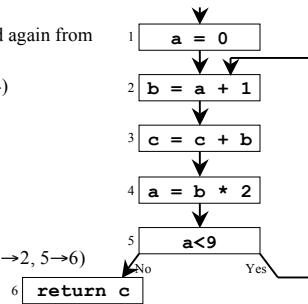 d again from
1 a = 0
2 b = a + 1
3 c = c + b
4 a = b * 2
5 a<9
→2, 5→6)
No Yes
6 return c